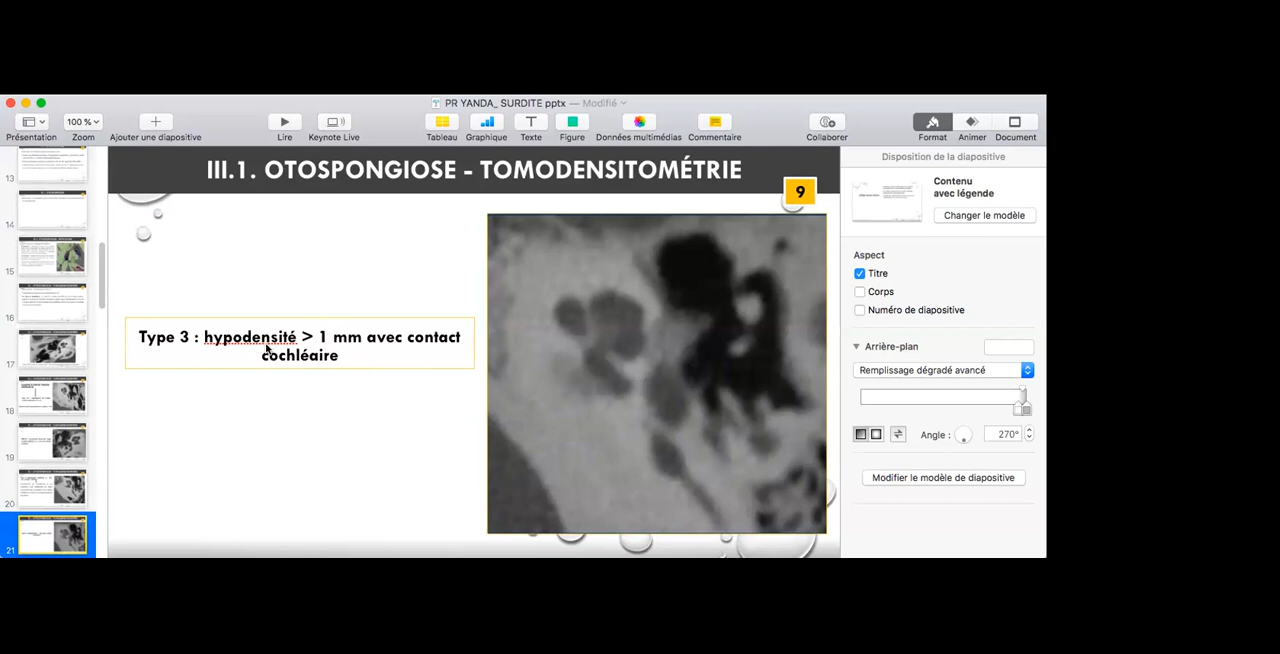 PR YANDA_ SURDITE pptx — Modifié
100 %
Présentation
Zoom
Ajouter une diapositive
Lire
Keynote Live
Tableau
Graphique
Texte
Figure
Données multimédias
Commentaire
Collaborer
Format
Animer
Document
13
14
15
16
17
18
19
20
21
III.1. OTOSPONGIOSE - TOMODENSITOMÉTRIE
9
Type 3 : hypodensité > 1 mm avec contact
cochléaire
Disposition de la diapositive
Contenu
avec légende
Changer le modèle
Aspect
Titre
Corps
Numéro de diapositive
Arrière-plan
Remplissage dégradé avancé
Angle :
270°
Modifier le modèle de diapositive